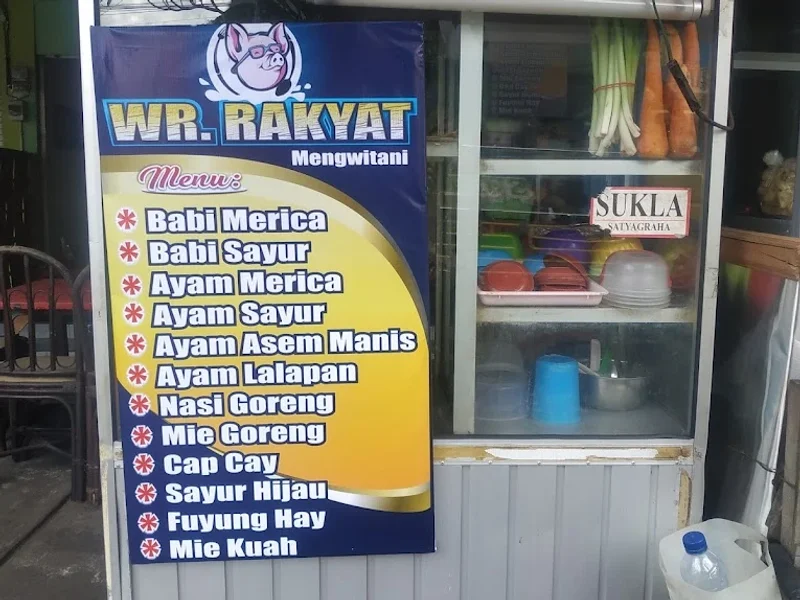 WR. RAKYAT
Mengwitani
Menu:
Babi Merica
Babi Sayur
Ayam Merica
Ayam Sayur
Ayam Asem Manis
Ayam Lalapan
Nasi Goreng
Mie Goreng
Cap Cay
Sayur Hijau
Fuyung Hay
Mie Kuah
SUKLA
SATYAGRAHA